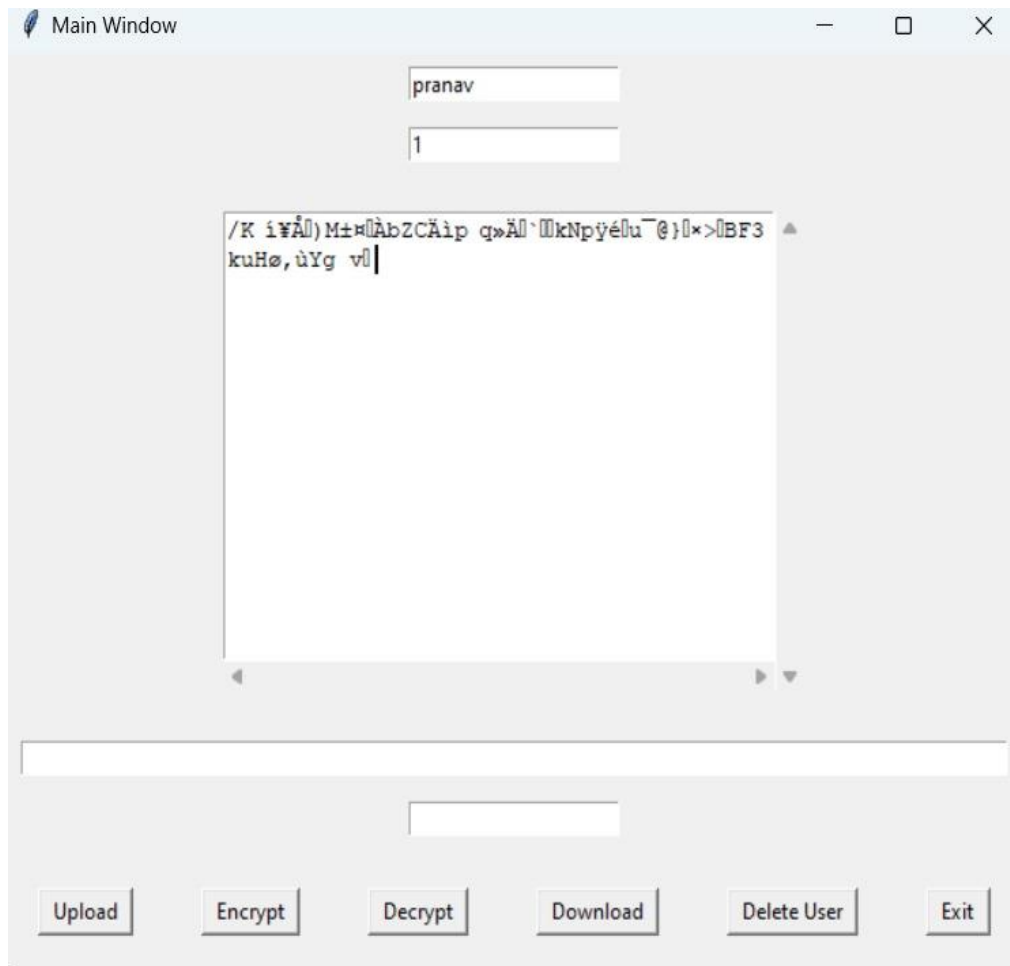 Main Window
pranav
1
/K í¥Å▯)M±¤▯ÀbZCÄìp q»Ä▯`▯▯kNpÿé▯u¯@}▯×>▯BF3
kuHø,ùYg v▯
Upload Encrypt Decrypt Download Delete User Exit